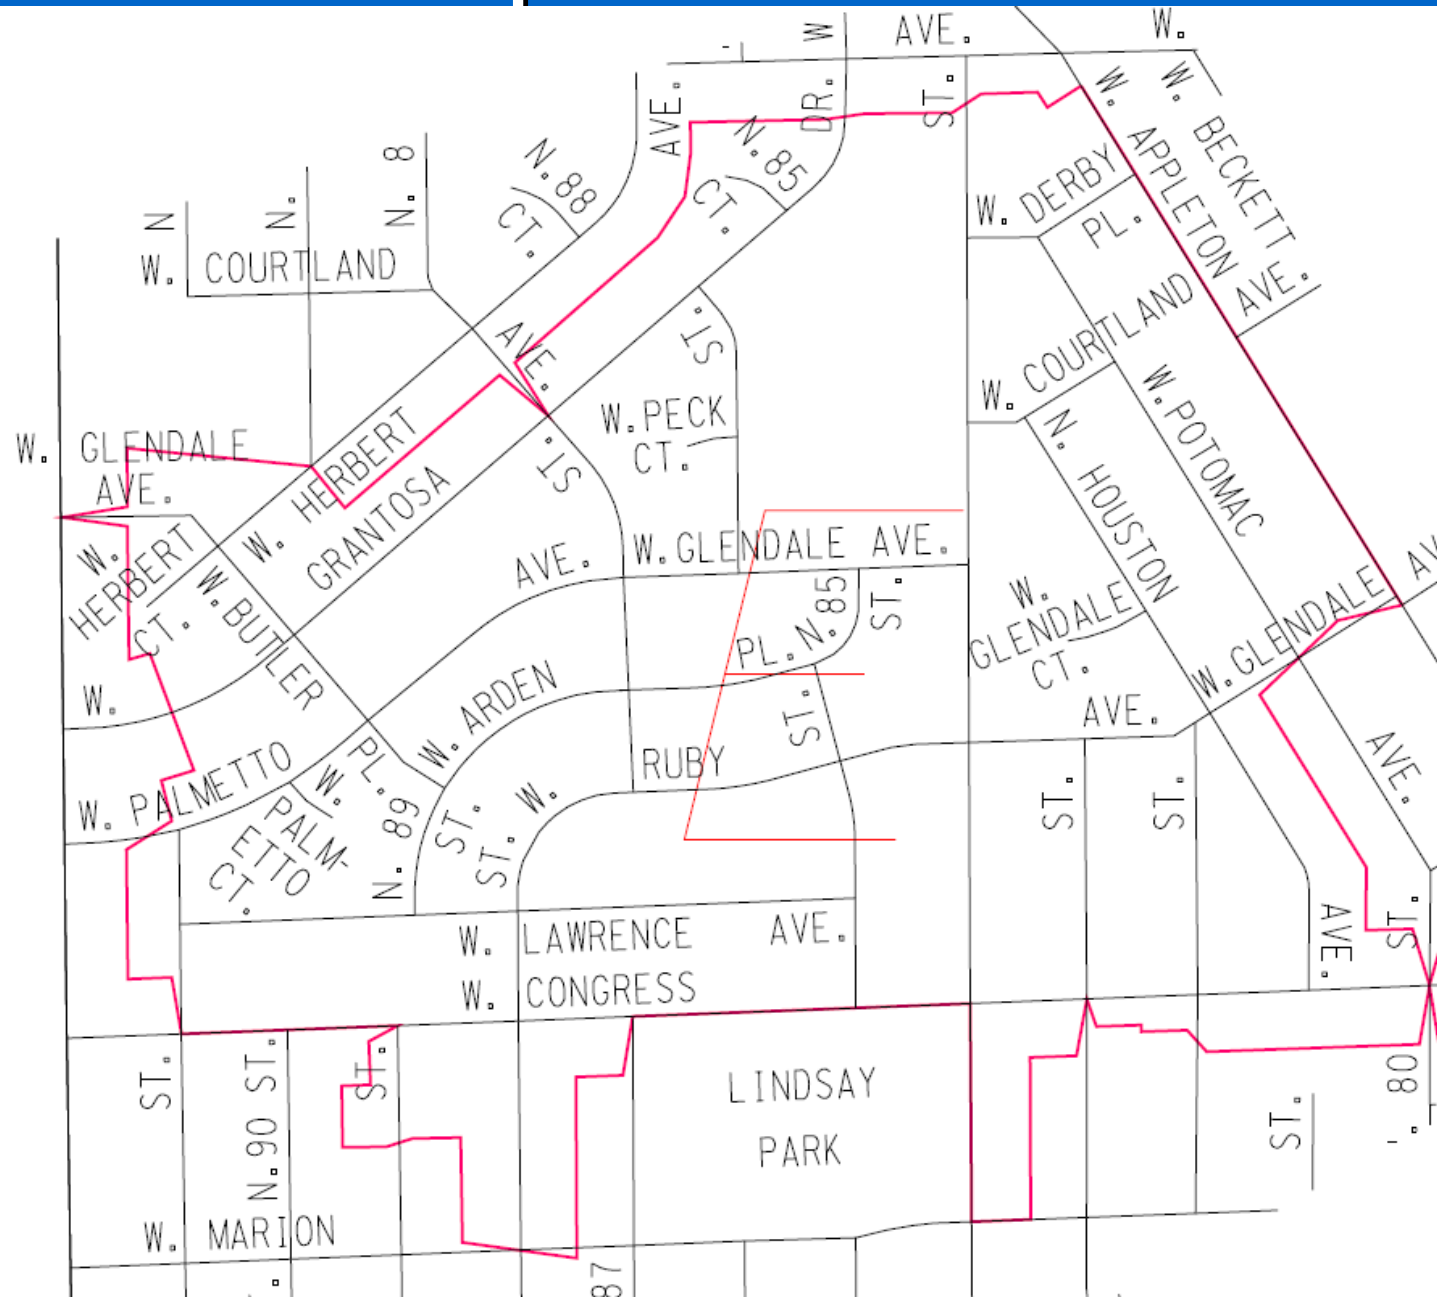 W
AVE.
W.
AVE.
DR.
ST.
W.
APPLETON
W.
BECKETT
AVE.
N. 8
N. 88
CT.
N. 85
CT.
W. DERBY
PL.
N
N.
W. COURTLAND
AVE.
ST.
W. COURTLAND
W. PECK
CT.
W. POTOMAC
AVE.
W. GLENDALE
AVE.
W. HERBERT
GRANTOSA
ST.
N. HOUSTON
AVE.
W.
HERBERT
CT.
W. BUTLER
PL.
AVE.
W. GLENDALE AVE.
N. 85
ST.
PL.
W.
GLENDALE
CT.
W. GLENDALE
AV
W.
W. ARDEN
ST.
RUBY
AVE.
W. PALMETTO
W.
PALM-
ETTO
CT.
N. 89
ST.
ST.
W.
ST.
ST.
ST.
W. LAWRENCE AVE.
W. CONGRESS
ST.
N. 90 ST.
ST.
LINDSAY
PARK
ST.
80
W. MARION
87